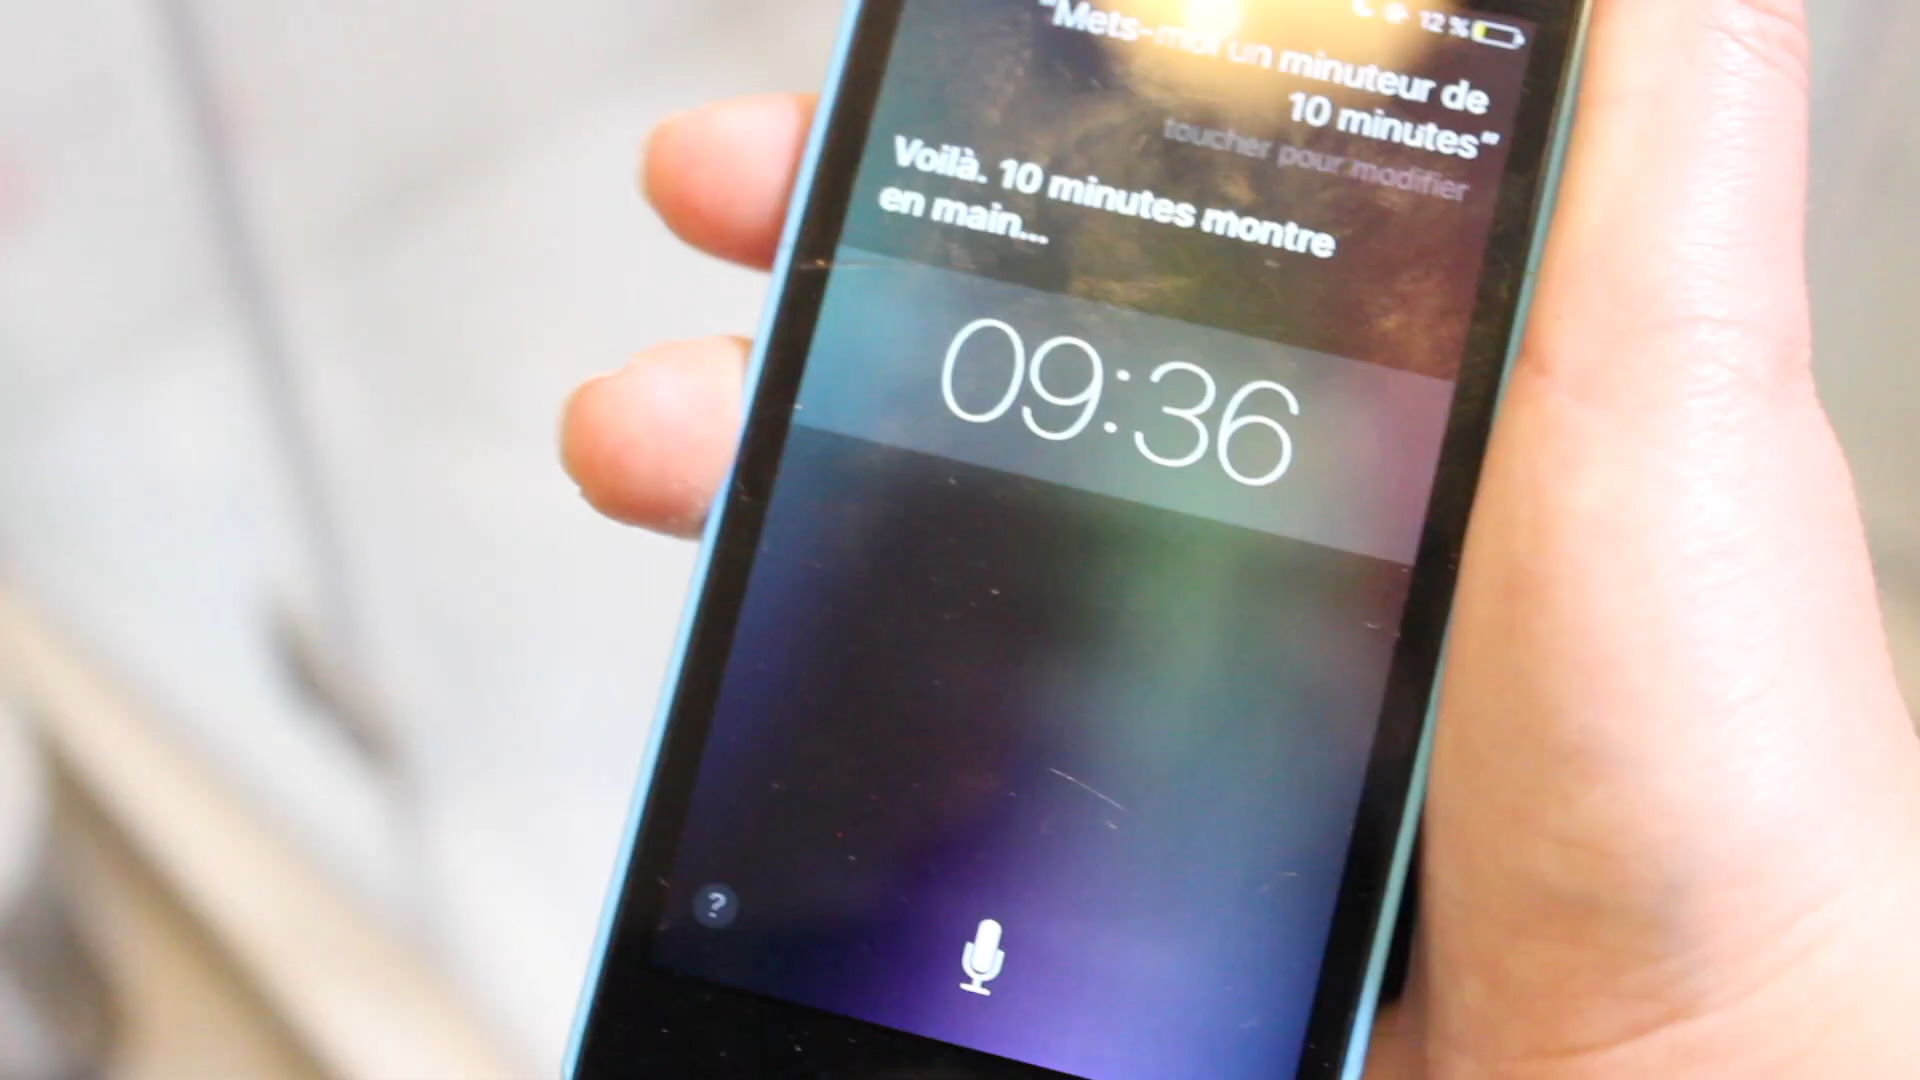 12 %
“Mets-moi un minuteur de
10 minutes”
toucher pour modifier
Voilà. 10 minutes montre
en main...
09:36
?